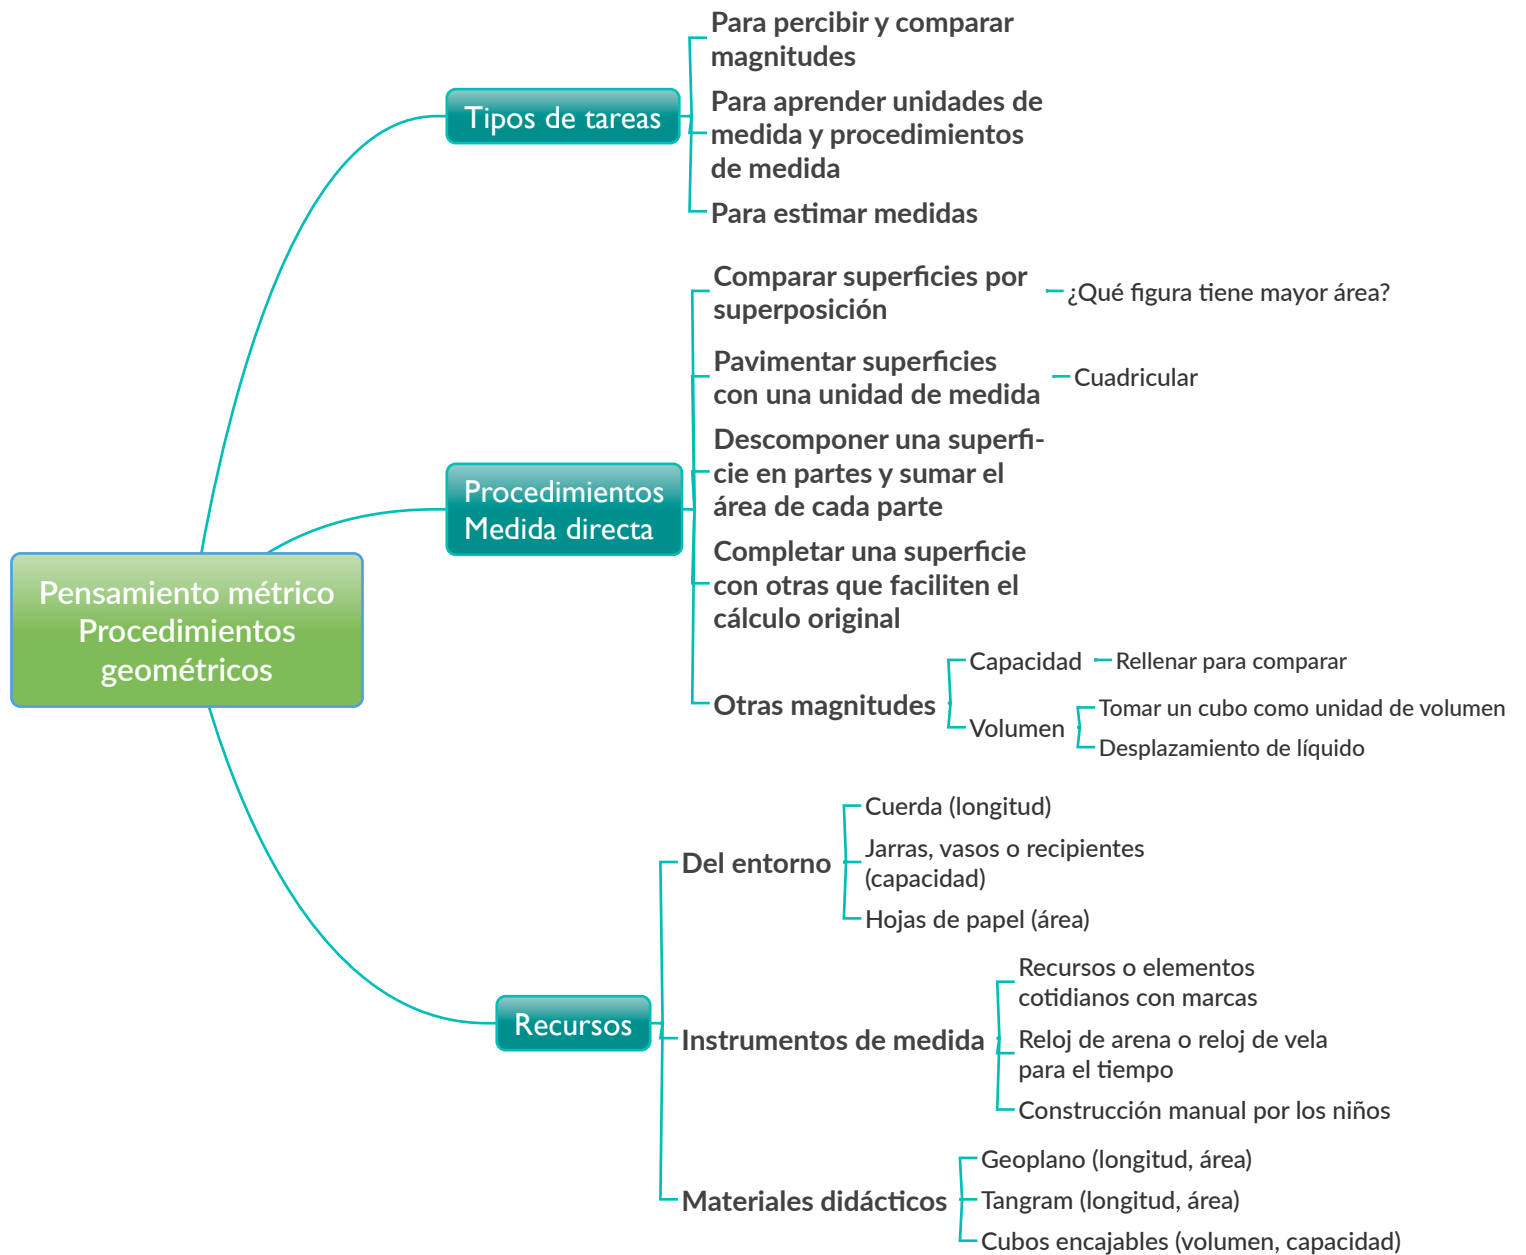 Pensamiento métrico
Procedimientos
geométricos
Tipos de tareas
Para percibir y comparar
magnitudes
Para aprender unidades de
medida y procedimientos
de medida
Para estimar medidas
Procedimientos
Medida directa
Comparar superficies por
superposición
¿Qué figura tiene mayor área?
Pavimentar superficies
con una unidad de medida
Cuadricular
Descomponer una superfi-
cie en partes y sumar el
área de cada parte
Completar una superficie
con otras que faciliten el
cálculo original
Otras magnitudes
Capacidad
Rellenar para comparar
Volumen
Tomar un cubo como unidad de volumen
Desplazamiento de líquido
Recursos
Del entorno
Cuerda (longitud)
Jarras, vasos o recipientes
(capacidad)
Hojas de papel (área)
Instrumentos de medida
Recursos o elementos
cotidianos con marcas
Reloj de arena o reloj de vela
para el tiempo
Construcción manual por los niños
Materiales didácticos
Geoplano (longitud, área)
Tangram (longitud, área)
Cubos encajables (volumen, capacidad)